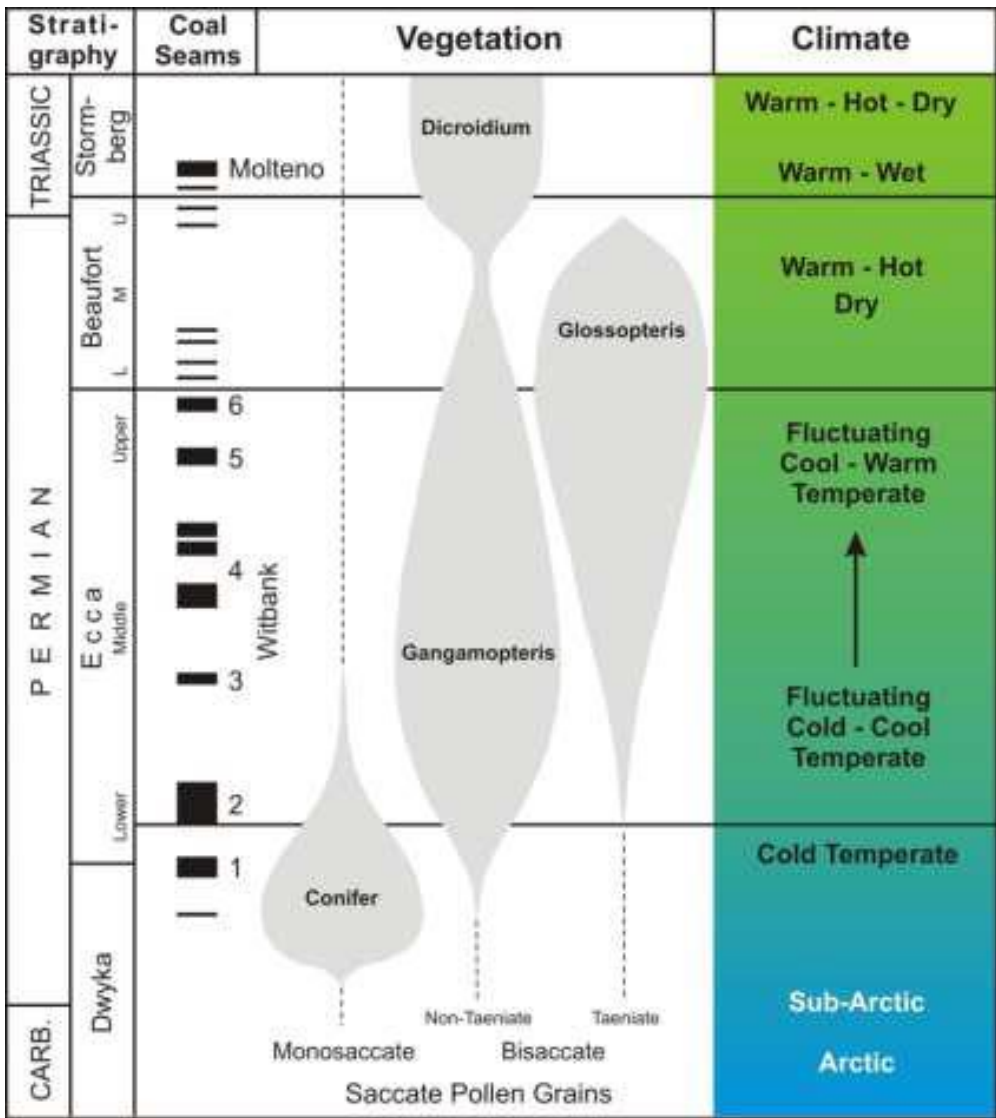 Strati-
graphy
Coal
Seams
Vegetation
Climate
TRIASSIC
Storm-
berg
Molteno
Dicroidium
Warm - Hot - Dry
Warm - Wet
PERMIAN
Beaufort
U
M
L
Glossopteris
Warm - Hot
Dry
Ecca
Upper
Middle
Lower
6
5
4
3
2
1
Witbank
Gangamopteris
Conifer
Fluctuating
Cool - Warm
Temperate
Fluctuating
Cold - Cool
Temperate
Cold Temperate
CARB.
Dwyka
Sub-Arctic
Arctic
Non-Taeniate
Taeniate
Monosaccate
Bisaccate
Saccate Pollen Grains